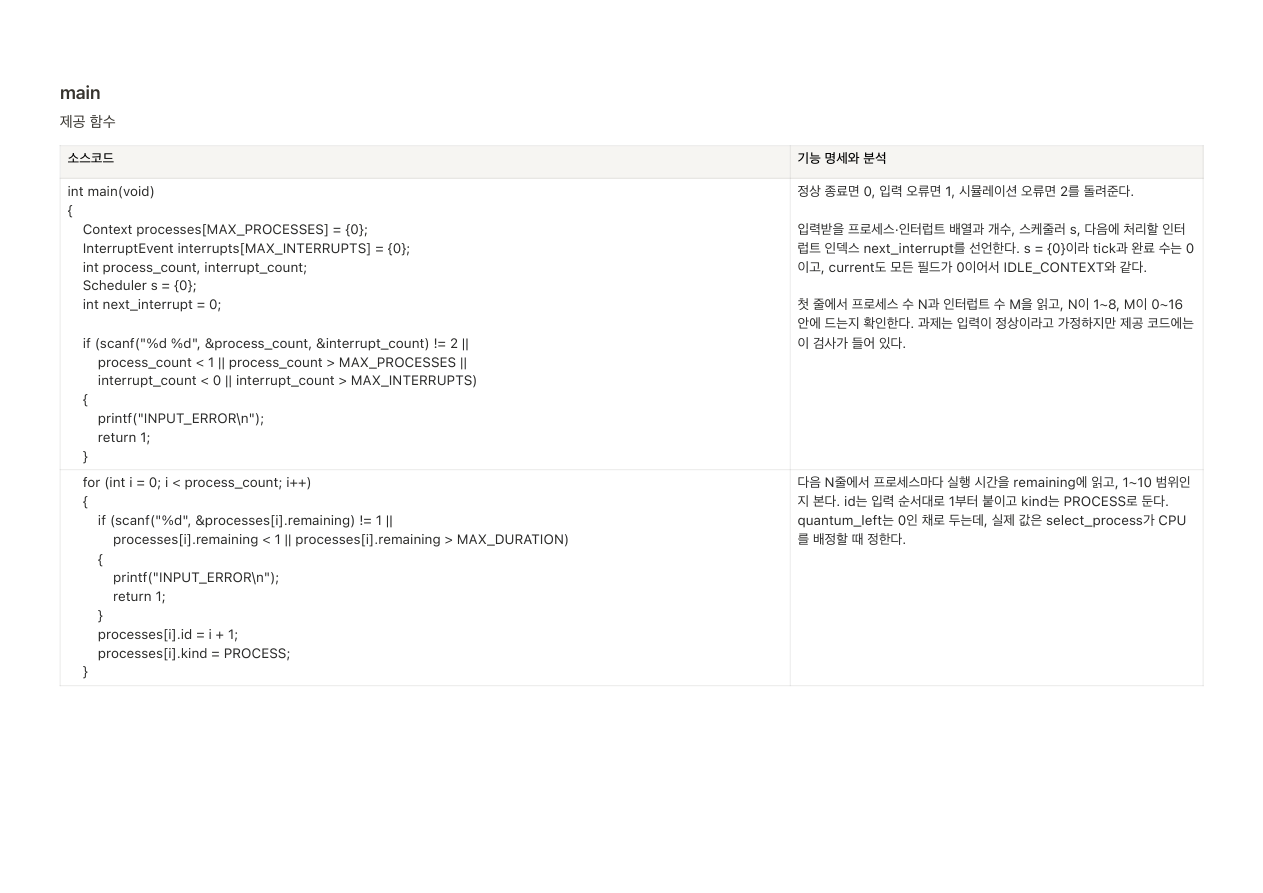 main
제공 함수
소스코드
기능 명세와 분석
int main(void)
{
    Context processes[MAX_PROCESSES] = {0};
    InterruptEvent interrupts[MAX_INTERRUPTS] = {0};
    int process_count, interrupt_count;
    Scheduler s = {0};
    int next_interrupt = 0;

    if (scanf("%d %d", &process_count, &interrupt_count) != 2 ||
        process_count < 1 || process_count > MAX_PROCESSES ||
        interrupt_count < 0 || interrupt_count > MAX_INTERRUPTS)
    {
        printf("INPUT_ERROR\n");
        return 1;
    }
정상 종료면 0, 입력 오류면 1, 시뮬레이션 오류면 2를 돌려준다.

입력받을 프로세스·인터럽트 배열과 개수, 스케줄러 s, 다음에 처리할 인터
럽트 인덱스 next_interrupt를 선언한다. s = {0}이라 tick과 완료 수는 0
이고, current도 모든 필드가 0이어서 IDLE_CONTEXT와 같다.

첫 줄에서 프로세스 수 N과 인터럽트 수 M을 읽고, N이 1~8, M이 0~16
안에 드는지 확인한다. 과제는 입력이 정상이라고 가정하지만 제공 코드에는
이 검사가 들어 있다.
    for (int i = 0; i < process_count; i++)
    {
        if (scanf("%d", &processes[i].remaining) != 1 ||
            processes[i].remaining < 1 || processes[i].remaining > MAX_DURATION)
        {
            printf("INPUT_ERROR\n");
            return 1;
        }
        processes[i].id = i + 1;
        processes[i].kind = PROCESS;
    }
다음 N줄에서 프로세스마다 실행 시간을 remaining에 읽고, 1~10 범위인
지 본다. id는 입력 순서대로 1부터 붙이고 kind는 PROCESS로 둔다.
quantum_left는 0인 채로 두는데, 실제 값은 select_process가 CPU
를 배정할 때 정한다.